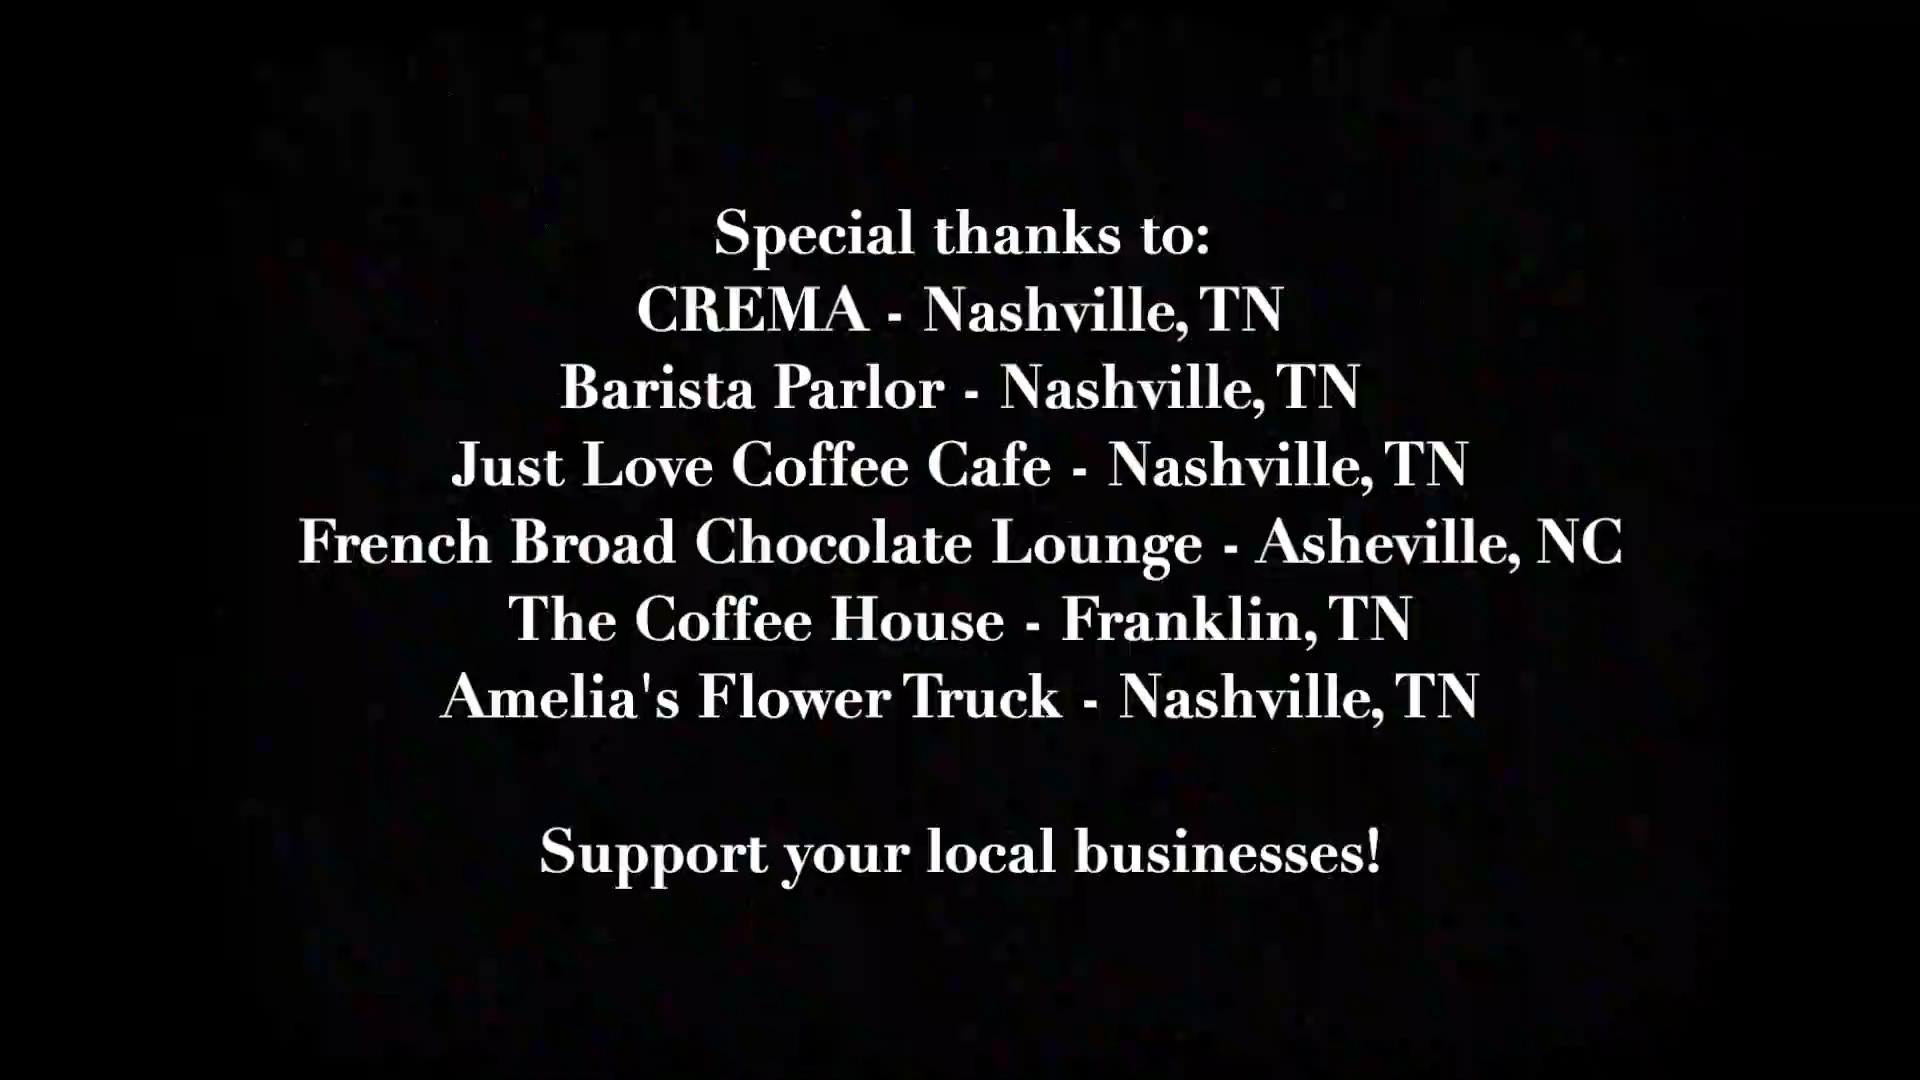 Special thanks to:
CREMA - Nashville, TN
Barista Parlor - Nashville, TN
Just Love Coffee Cafe - Nashville, TN
French Broad Chocolate Lounge - Asheville, NC
The Coffee House - Franklin, TN
Amelia's Flower Truck - Nashville, TN
Support your local businesses!